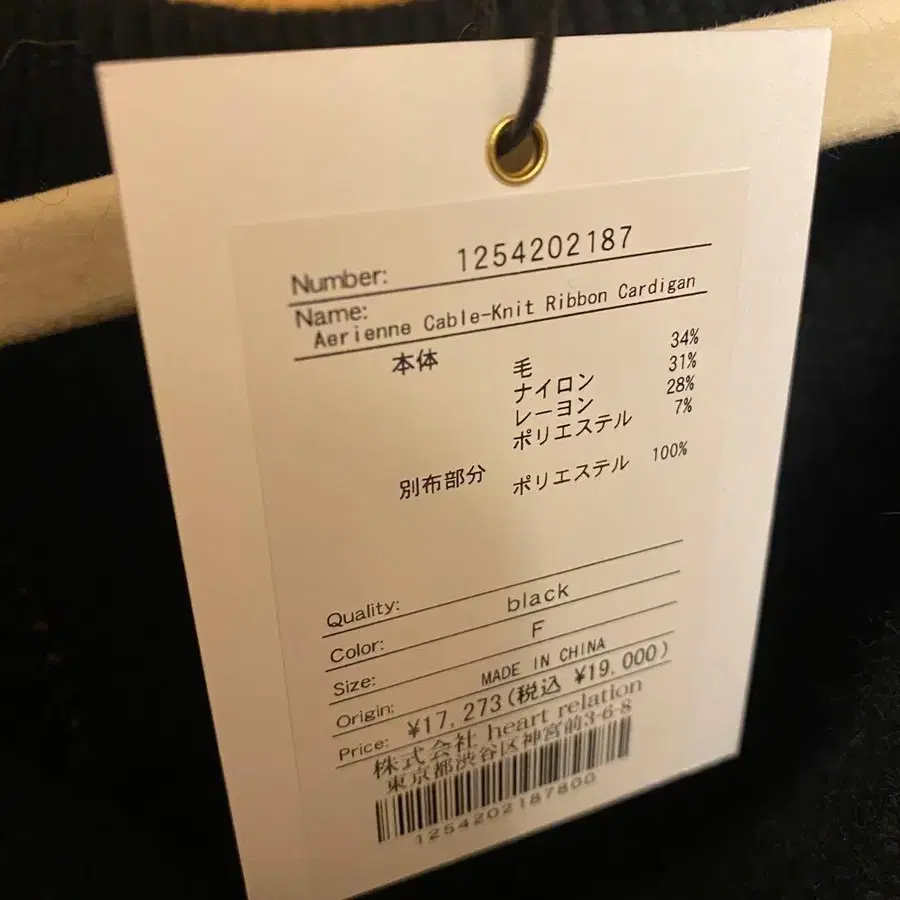 Number: 1254202187
Name:
Aerienne Cable-Knit Ribbon Cardigan
本体 毛 34%
ナイロン 31%
レーヨン 28%
ポリエステル 7%
別布部分 ポリエステル 100%
Quality:
Color: black
Size: F
Origin: MADE IN CHINA
Price: ¥17,273(税込 ¥19,000)
株式会社 heart relation
東京都渋谷区神宮前3-6-8
1254202187800